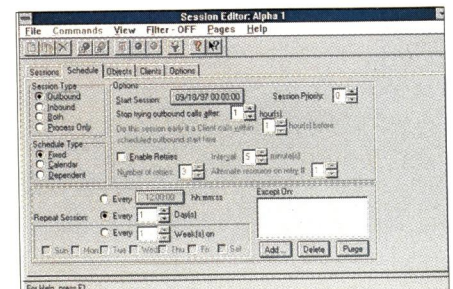 Session Editor: Alpha 1
File Commands View Filter - OFF Pages Help
Sessions Schedule Objects Clients Options
Session Type
Outbound
Inbound
Both
Process Only
Schedule Type
Fixed
Calendar
Dependent
Options
Start Session: 09/18/97 00:00:00 Session Priority: 0
Stop trying outbound calls after: 1 hour(s)
Do this session early if a Client calls within 1 hour(s) before
scheduled outbound start time
Enable Retries Interval 5 minute(s)
Number of retries: 3 Alternate resource on retry #
Repeat Session:
Every 12:00:00 hh:mm:ss
Every 1 Day(s)
Every 1 Week(s) on
Sun Mon Tue Wed Thu Fri Sat
Except On:
Add... Delete Purge
For Help, press F1